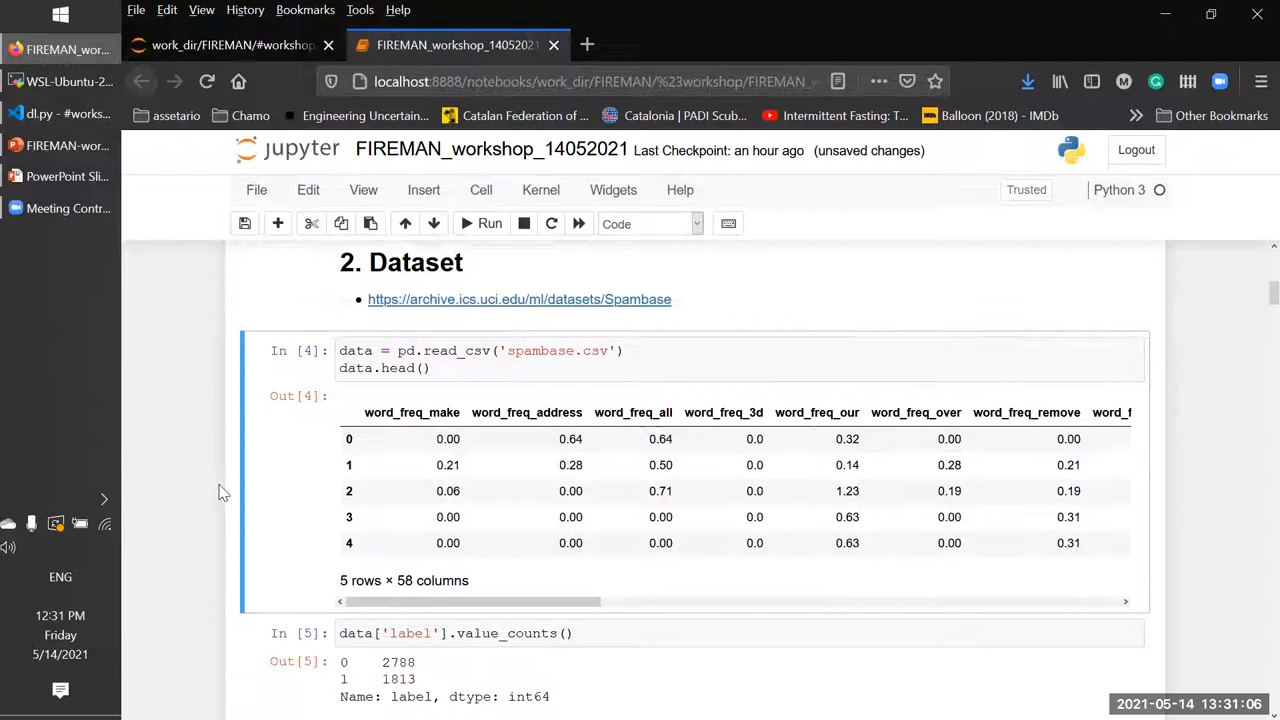 File Edit View History Bookmarks Tools Help
FIREMAN_wor...
work_dir/FIREMAN/#workshop
FIREMAN_workshop_14052021
WSL-Ubuntu-2...
localhost:8888/notebooks/work_dir/FIREMAN/%23workshop/FIREMAN_
dl.py - #works...
assetario Chamo Engineering Uncertain... Catalan Federation of ... Catalonia | PADI Scub... Intermittent Fasting: T... Balloon (2018) - IMDb Other Bookmarks
FIREMAN-wor...
jupyter FIREMAN_workshop_14052021 Last Checkpoint: an hour ago (unsaved changes) Logout
PowerPoint Sli...
File Edit View Insert Cell Kernel Widgets Help Trusted Python 3
Meeting Contr...
Run Code
2. Dataset
https://archive.ics.uci.edu/ml/datasets/Spambase
In [4]: data = pd.read_csv('spambase.csv')
data.head()
Out[4]:
word_freq_make word_freq_address word_freq_all word_freq_3d word_freq_our word_freq_over word_freq_remove word_f
0 0.00 0.64 0.64 0.0 0.32 0.00 0.00
1 0.21 0.28 0.50 0.0 0.14 0.28 0.21
2 0.06 0.00 0.71 0.0 1.23 0.19 0.19
3 0.00 0.00 0.00 0.0 0.63 0.00 0.31
4 0.00 0.00 0.00 0.0 0.63 0.00 0.31
5 rows × 58 columns
In [5]: data['label'].value_counts()
Out[5]: 0 2788
1 1813
Name: label, dtype: int64
ENG
12:31 PM
Friday
5/14/2021
2021-05-14 13:31:06